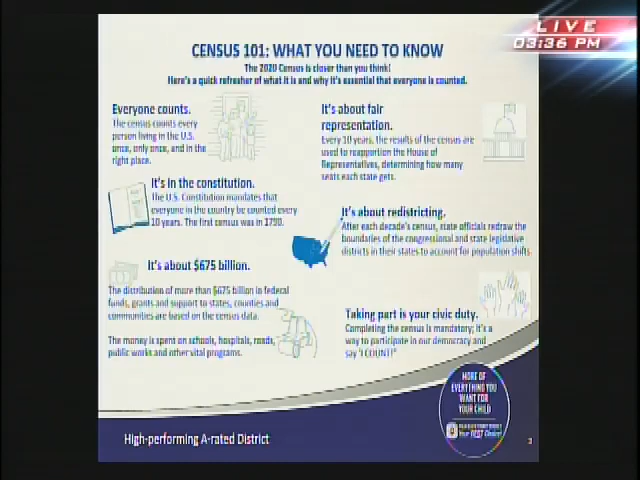 LIVE
03:36 PM
CENSUS 101: WHAT YOU NEED TO KNOW
The 2020 Census is closer than you think!
Here's a quick refresher of what it is and why it's essential that everyone is counted.
Everyone counts.
The census counts every
person living in the U.S.
once, only once, and in the
right place.
It's about fair
representation.
Every 10 years, the results of the census are
used to reapportion the House of
Representatives, determining how many
seats each state gets.
It's in the constitution.
The U.S. Constitution mandates that
everyone in the country be counted every
10 years. The first census was in 1790.
It's about redistricting.
After each decade's census, state officials redraw the
boundaries of the congressional and state legislative
districts in their states to account for population shifts.
It's about $675 billion.
The distribution of more than $675 billion in federal
funds, grants and support to states, counties and
communities are based on the census data.
The money is spent on schools, hospitals, roads,
public works and other vital programs.
Taking part is your civic duty.
Completing the census is mandatory; it's a
way to participate in our democracy and
say "I COUNT!"
MORE OF
EVERYTHING YOU
WANT FOR
YOUR CHILD
Your BEST Choice!
High-performing A-rated District